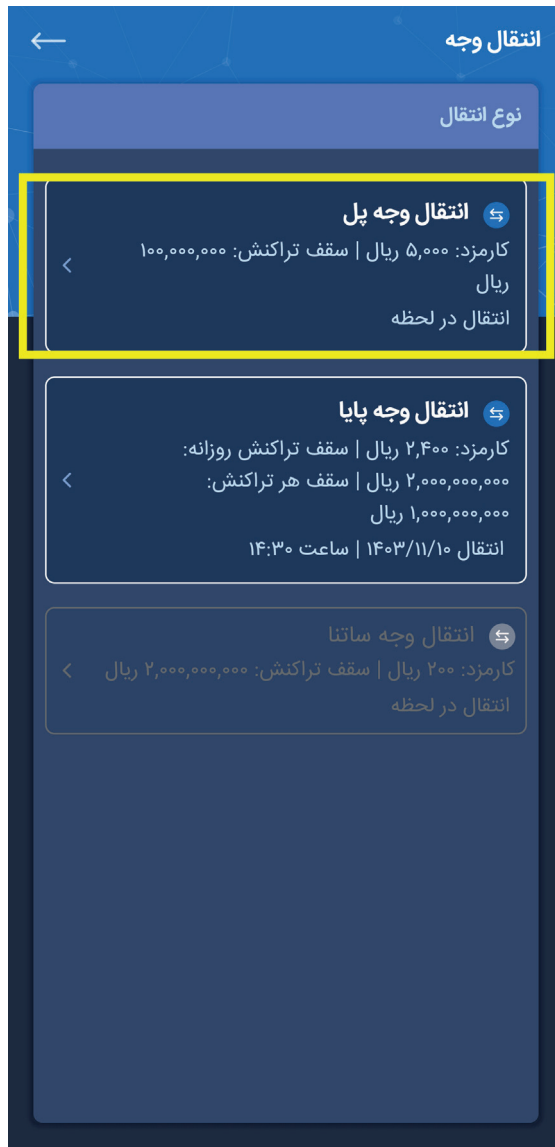 انتقال وجه
نوع انتقال
انتقال وجه پل
کارمزد: ۵,۰۰۰ ریال | سقف تراکنش: ۱۰۰,۰۰۰,۰۰۰
ریال
انتقال در لحظه
انتقال وجه پایا
کارمزد: ۲,۴۰۰ ریال | سقف تراکنش روزانه:
۲,۰۰۰,۰۰۰,۰۰۰ ریال | سقف هر تراکنش:
۱,۰۰۰,۰۰۰,۰۰۰ ریال
انتقال ۱۴۰۳/۱۱/۱۰ | ساعت ۱۴:۳۰
انتقال وجه ساتنا
کارمزد: ۲۰۰ ریال | سقف تراکنش: ۲,۰۰۰,۰۰۰,۰۰۰ ریال
انتقال در لحظه